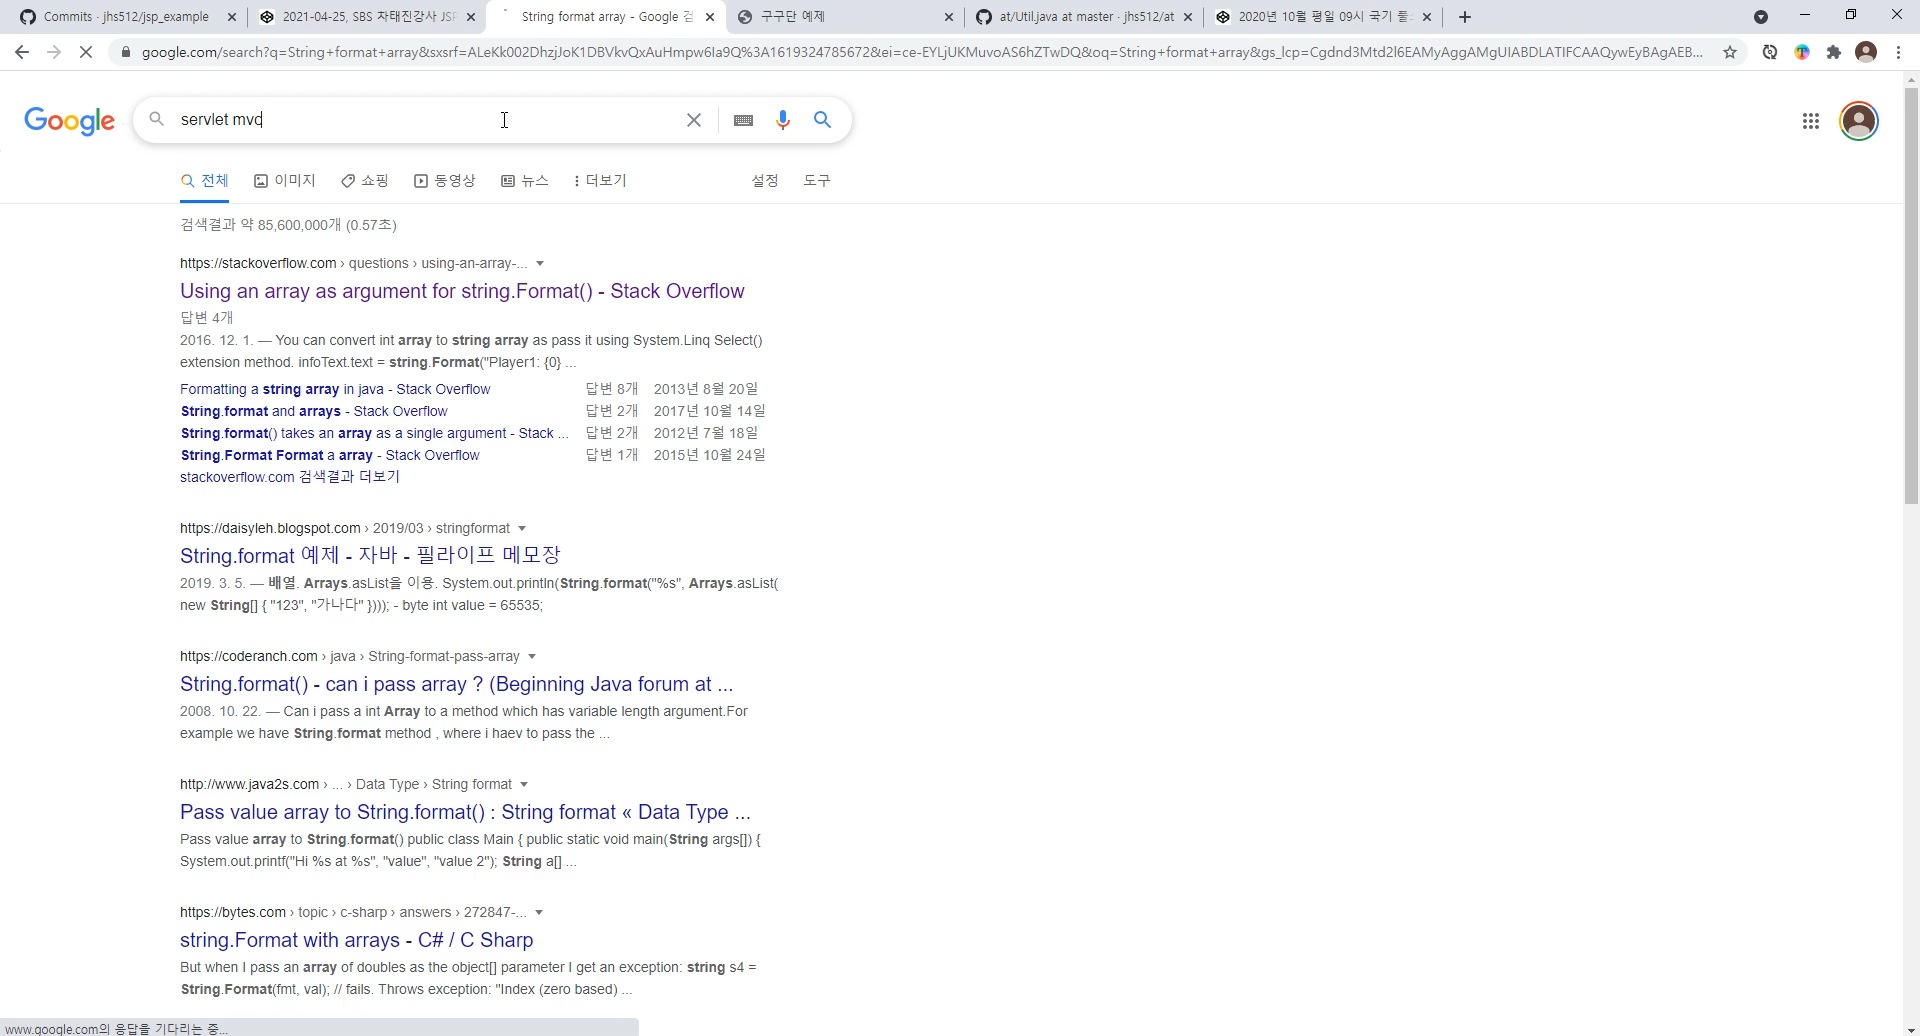 Commits · jhs512/jsp_example
2021-04-25, SBS 차태진강사 JSP
String format array - Google 검
구구단 예제
at/Util.java at master · jhs512/at
2020년 10월 평일 09시 국기 풀
google.com/search?q=String+format+array&sxsrf=ALeKk002DhzjJoK1DBVkvQxAuHmpw6Ia9Q%3A1619324785672&ei=ce-EYLjUKMuvoAS6hZTwDQ&oq=String+format+array&gs_lcp=Cgdnd3Mtd2l6EAMyAggAMgUIABDLATIFCAAQywEyBAgAEB...
Google
servlet mvc
전체 이미지 쇼핑 동영상 뉴스 더보기 설정 도구
검색결과 약 85,600,000개 (0.57초)
https://stackoverflow.com › questions › using-an-array-...
Using an array as argument for string.Format() - Stack Overflow
답변 4개
2016. 12. 1. — You can convert int array to string array as pass it using System.Linq Select()
extension method. infoText.text = string.Format("Player1: {0} ...
Formatting a string array in java - Stack Overflow 답변 8개 2013년 8월 20일
String.format and arrays - Stack Overflow 답변 2개 2017년 10월 14일
String.format() takes an array as a single argument - Stack ... 답변 2개 2012년 7월 18일
String.Format Format a array - Stack Overflow 답변 1개 2015년 10월 24일
stackoverflow.com 검색결과 더보기
https://daisyleh.blogspot.com › 2019/03 › stringformat
String.format 예제 - 자바 - 필라이프 메모장
2019. 3. 5. — 배열. Arrays.asList을 이용. System.out.println(String.format("%s", Arrays.asList(
new String[] { "123", "가나다" }))); - byte int value = 65535;
https://coderanch.com › java › String-format-pass-array
String.format() - can i pass array ? (Beginning Java forum at ...
2008. 10. 22. — Can i pass a int Array to a method which has variable length argument.For
example we have String.format method , where i haev to pass the ...
http://www.java2s.com › ... › Data Type › String format
Pass value array to String.format() : String format « Data Type ...
Pass value array to String.format() public class Main { public static void main(String args[]) {
System.out.printf("Hi %s at %s", "value", "value 2"); String a[] ...
https://bytes.com › topic › c-sharp › answers › 272847-...
string.Format with arrays - C# / C Sharp
But when I pass an array of doubles as the object[] parameter I get an exception: string s4 =
String.Format(fmt, val); // fails. Throws exception: "Index (zero based) ...
www.google.com의 응답을 기다리는 중...